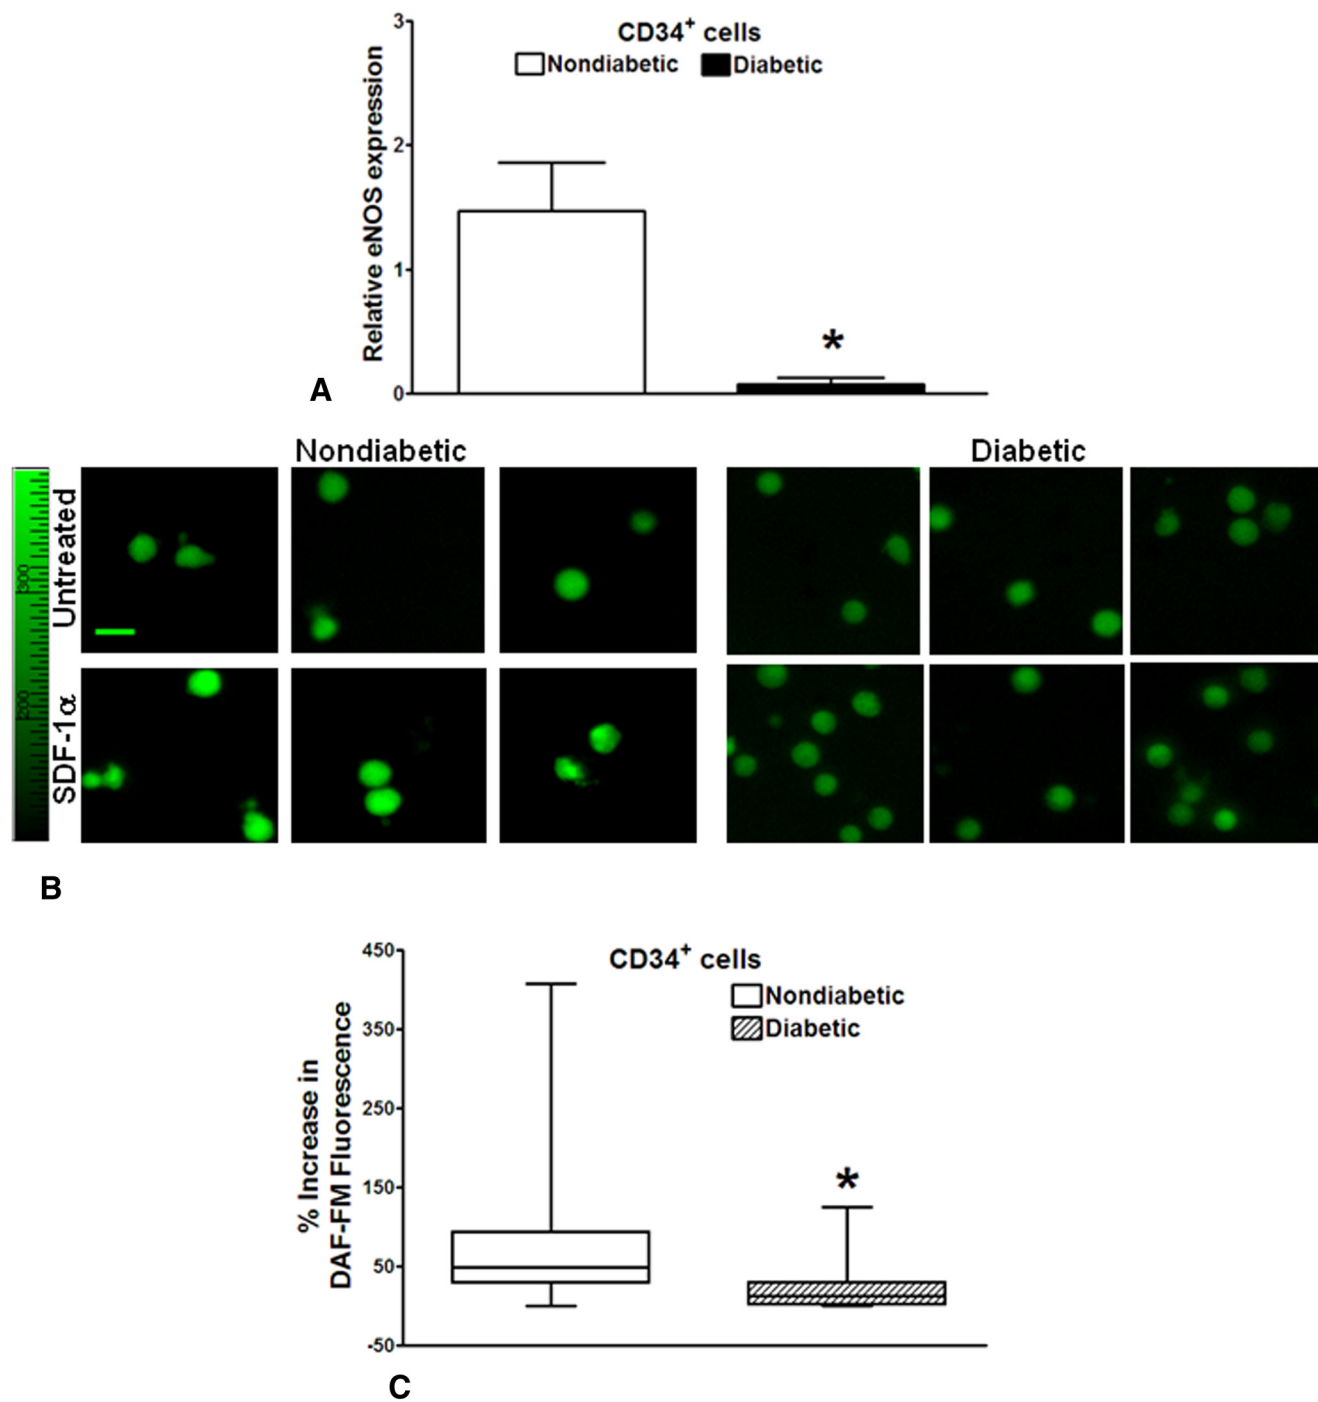 3
CD34+ cells
Nondiabetic Diabetic
2
1
0
Relative eNOS expression
*
A
Nondiabetic Diabetic
Untreated
SDF-1α
300
200
B
450
350
250
150
50
-50
% Increase in
DAF-FM Fluorescence
CD34+ cells
Nondiabetic
Diabetic
*
C